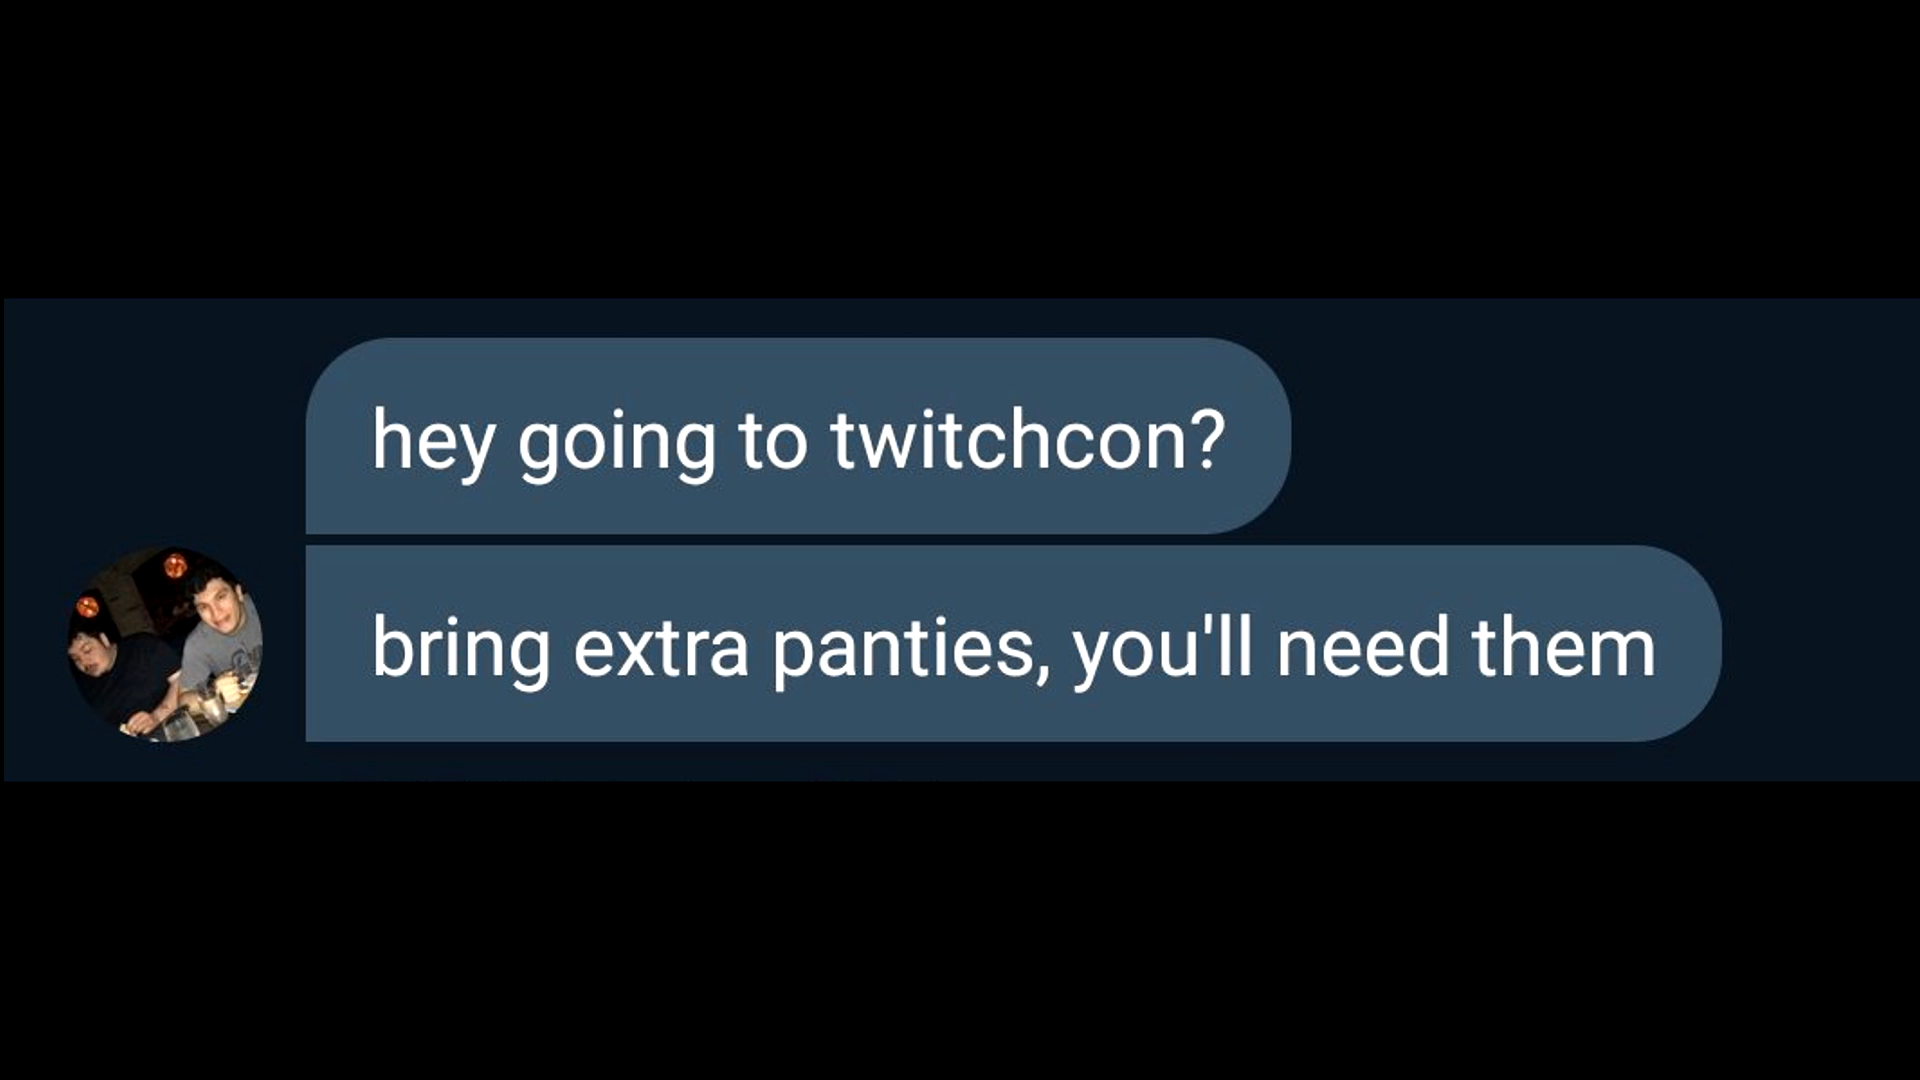 hey going to twitchcon?
bring extra panties, you'll need them